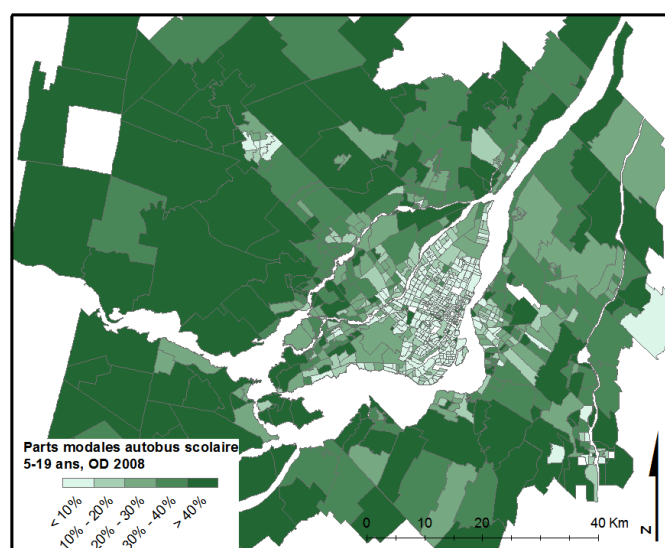 Parts modales autobus scolaire
5-19 ans, OD 2008
< 10%
10% - 20%
20% - 30%
30% - 40%
> 40%
0 10 20 40 Km
N